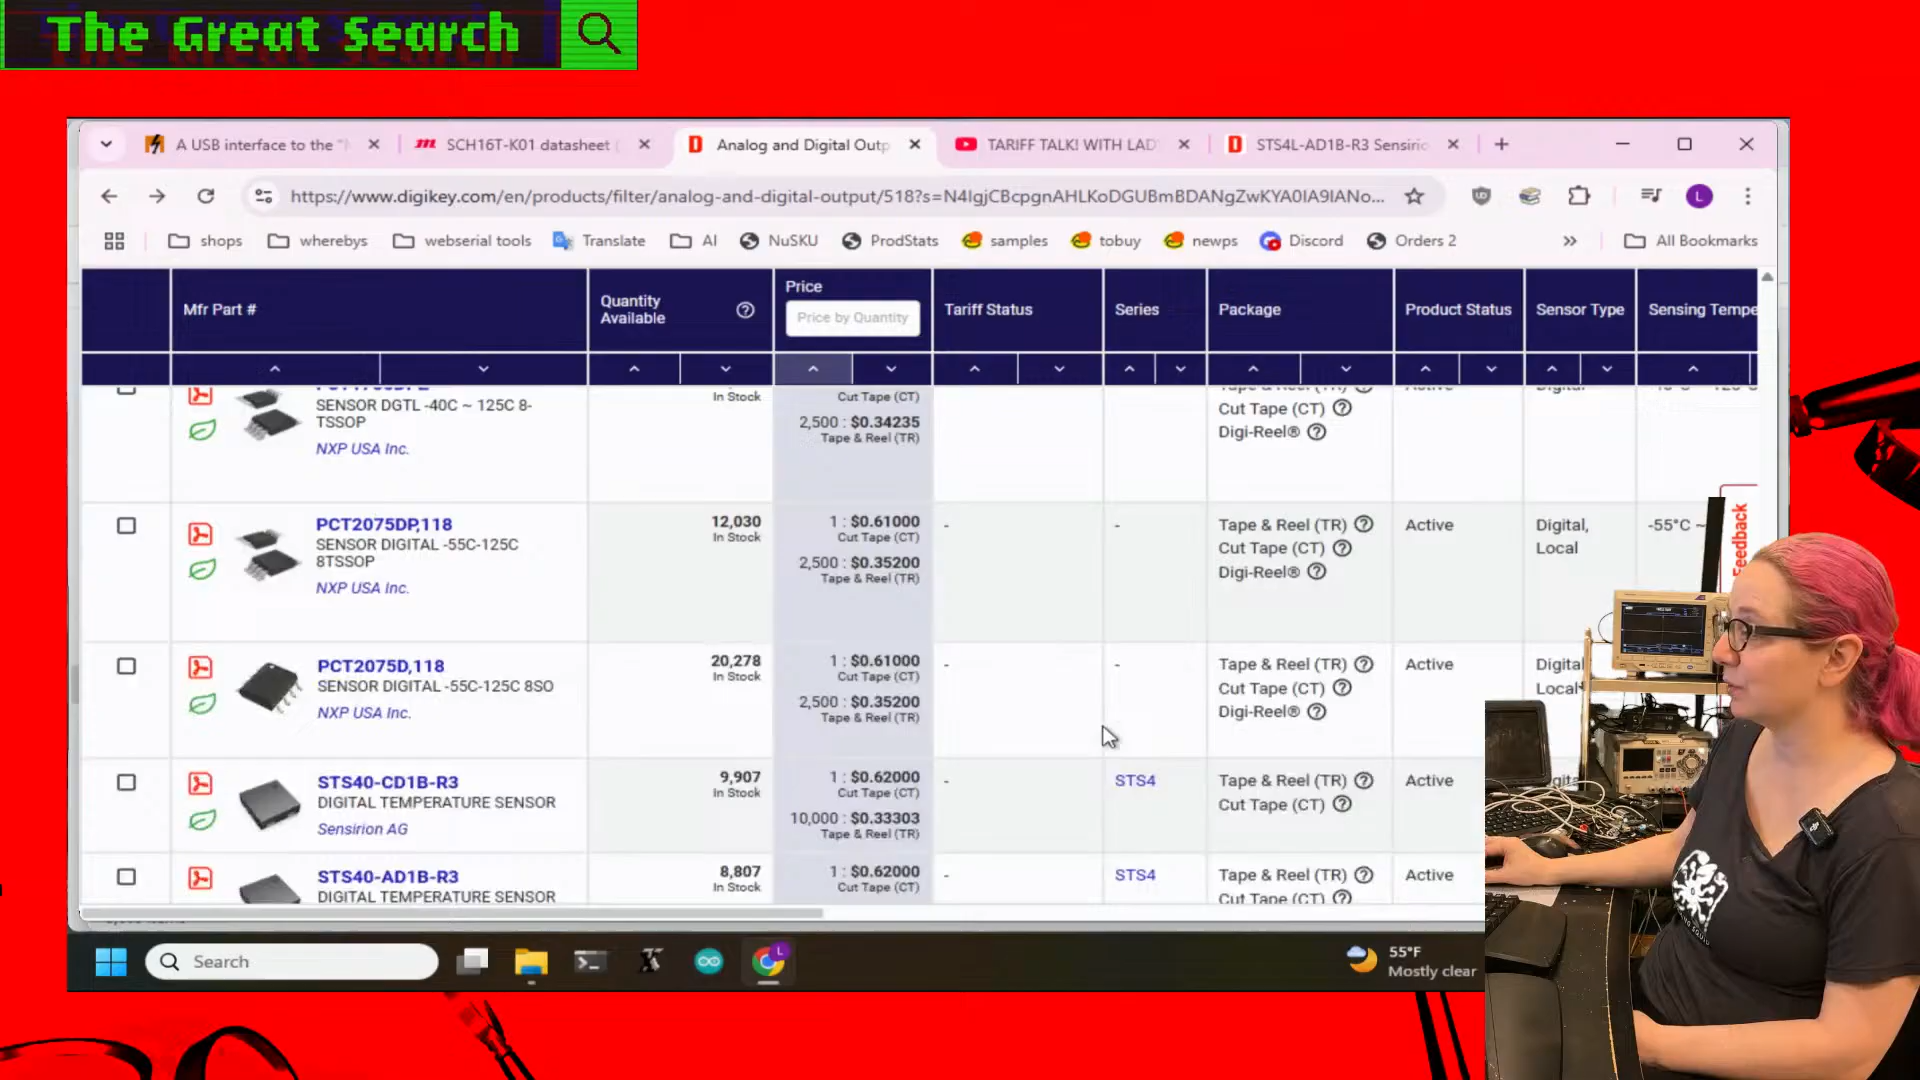 The Great Search
A USB interface to the "
SCH16T-K01 datasheet (
Analog and Digital Outp
TARIFF TALK! WITH LAD
STS4L-AD1B-R3 Sensirio
https://www.digikey.com/en/products/filter/analog-and-digital-output/518?s=N4IgjCBcpgnAHLKoDGUBmBDANgZwKYA0IA9IANo...
shops
wherebys
webserial tools
Translate
AI
NuSKU
ProdStats
samples
tobuy
newps
Discord
Orders 2
All Bookmarks
Mfr Part #
Quantity Available
Price
Price by Quantity
Tariff Status
Series
Package
Product Status
Sensor Type
Sensing Tempe
SENSOR DGTL -40C ~ 125C 8-
TSSOP
NXP USA Inc.
In Stock
Cut Tape (CT)
2,500 : $0.34235
Tape & Reel (TR)
Tape & Reel (TR)
Cut Tape (CT)
Digi-Reel®
Active
Digital
PCT2075DP,118
SENSOR DIGITAL -55C-125C
8TSSOP
NXP USA Inc.
12,030
In Stock
1 : $0.61000
Cut Tape (CT)
2,500 : $0.35200
Tape & Reel (TR)
-
-
Tape & Reel (TR)
Cut Tape (CT)
Digi-Reel®
Active
Digital,
Local
-55°C ~
PCT2075D,118
SENSOR DIGITAL -55C-125C 8SO
NXP USA Inc.
20,278
In Stock
1 : $0.61000
Cut Tape (CT)
2,500 : $0.35200
Tape & Reel (TR)
-
-
Tape & Reel (TR)
Cut Tape (CT)
Digi-Reel®
Active
Digital
Local
STS40-CD1B-R3
DIGITAL TEMPERATURE SENSOR
Sensirion AG
9,907
In Stock
1 : $0.62000
Cut Tape (CT)
10,000 : $0.33303
Tape & Reel (TR)
-
STS4
Tape & Reel (TR)
Cut Tape (CT)
Active
STS40-AD1B-R3
DIGITAL TEMPERATURE SENSOR
8,807
In Stock
1 : $0.62000
Cut Tape (CT)
-
STS4
Tape & Reel (TR)
Cut Tape (CT)
Active
Feedback
Search
55°F
Mostly clear